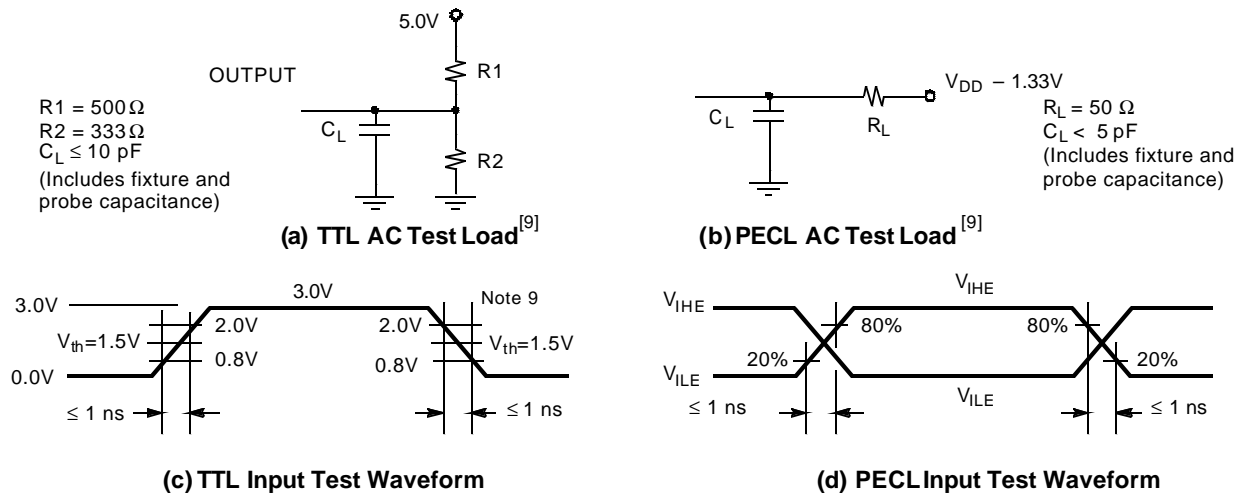 5.0V
OUTPUT
R1
R1 = 500 Ω
R2 = 333 Ω
C_L ≤ 10 pF
(Includes fixture and
probe capacitance)
C_L
R2
(a) TTL AC Test Load[9]
V_DD – 1.33V
C_L
R_L
R_L = 50 Ω
C_L < 5 pF
(Includes fixture and
probe capacitance)
(b) PECL AC Test Load[9]
3.0V
3.0V
Note 9
2.0V
2.0V
V_th=1.5V
V_th=1.5V
0.8V
0.8V
0.0V
≤ 1 ns
≤ 1 ns
(c) TTL Input Test Waveform
V_IHE
V_IHE
80%
80%
20%
20%
V_ILE
V_ILE
≤ 1 ns
≤ 1 ns
(d) PECL Input Test Waveform